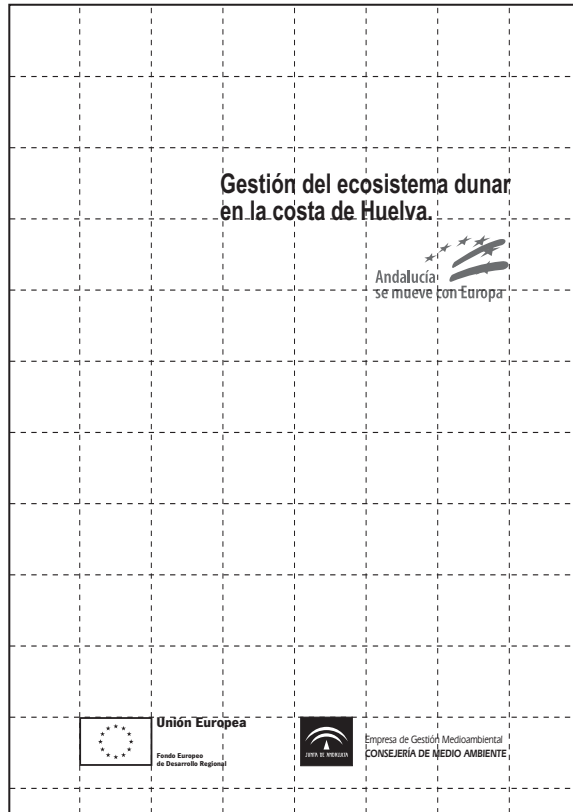 Gestión del ecosistema dunar
en la costa de Huelva.
Andalucía
se mueve con Europa
Unión Europea
Fondo Europeo
de Desarrollo Regional
JUNTA DE ANDALUCIA
Empresa de Gestión Medioambiental
CONSEJERÍA DE MEDIO AMBIENTE